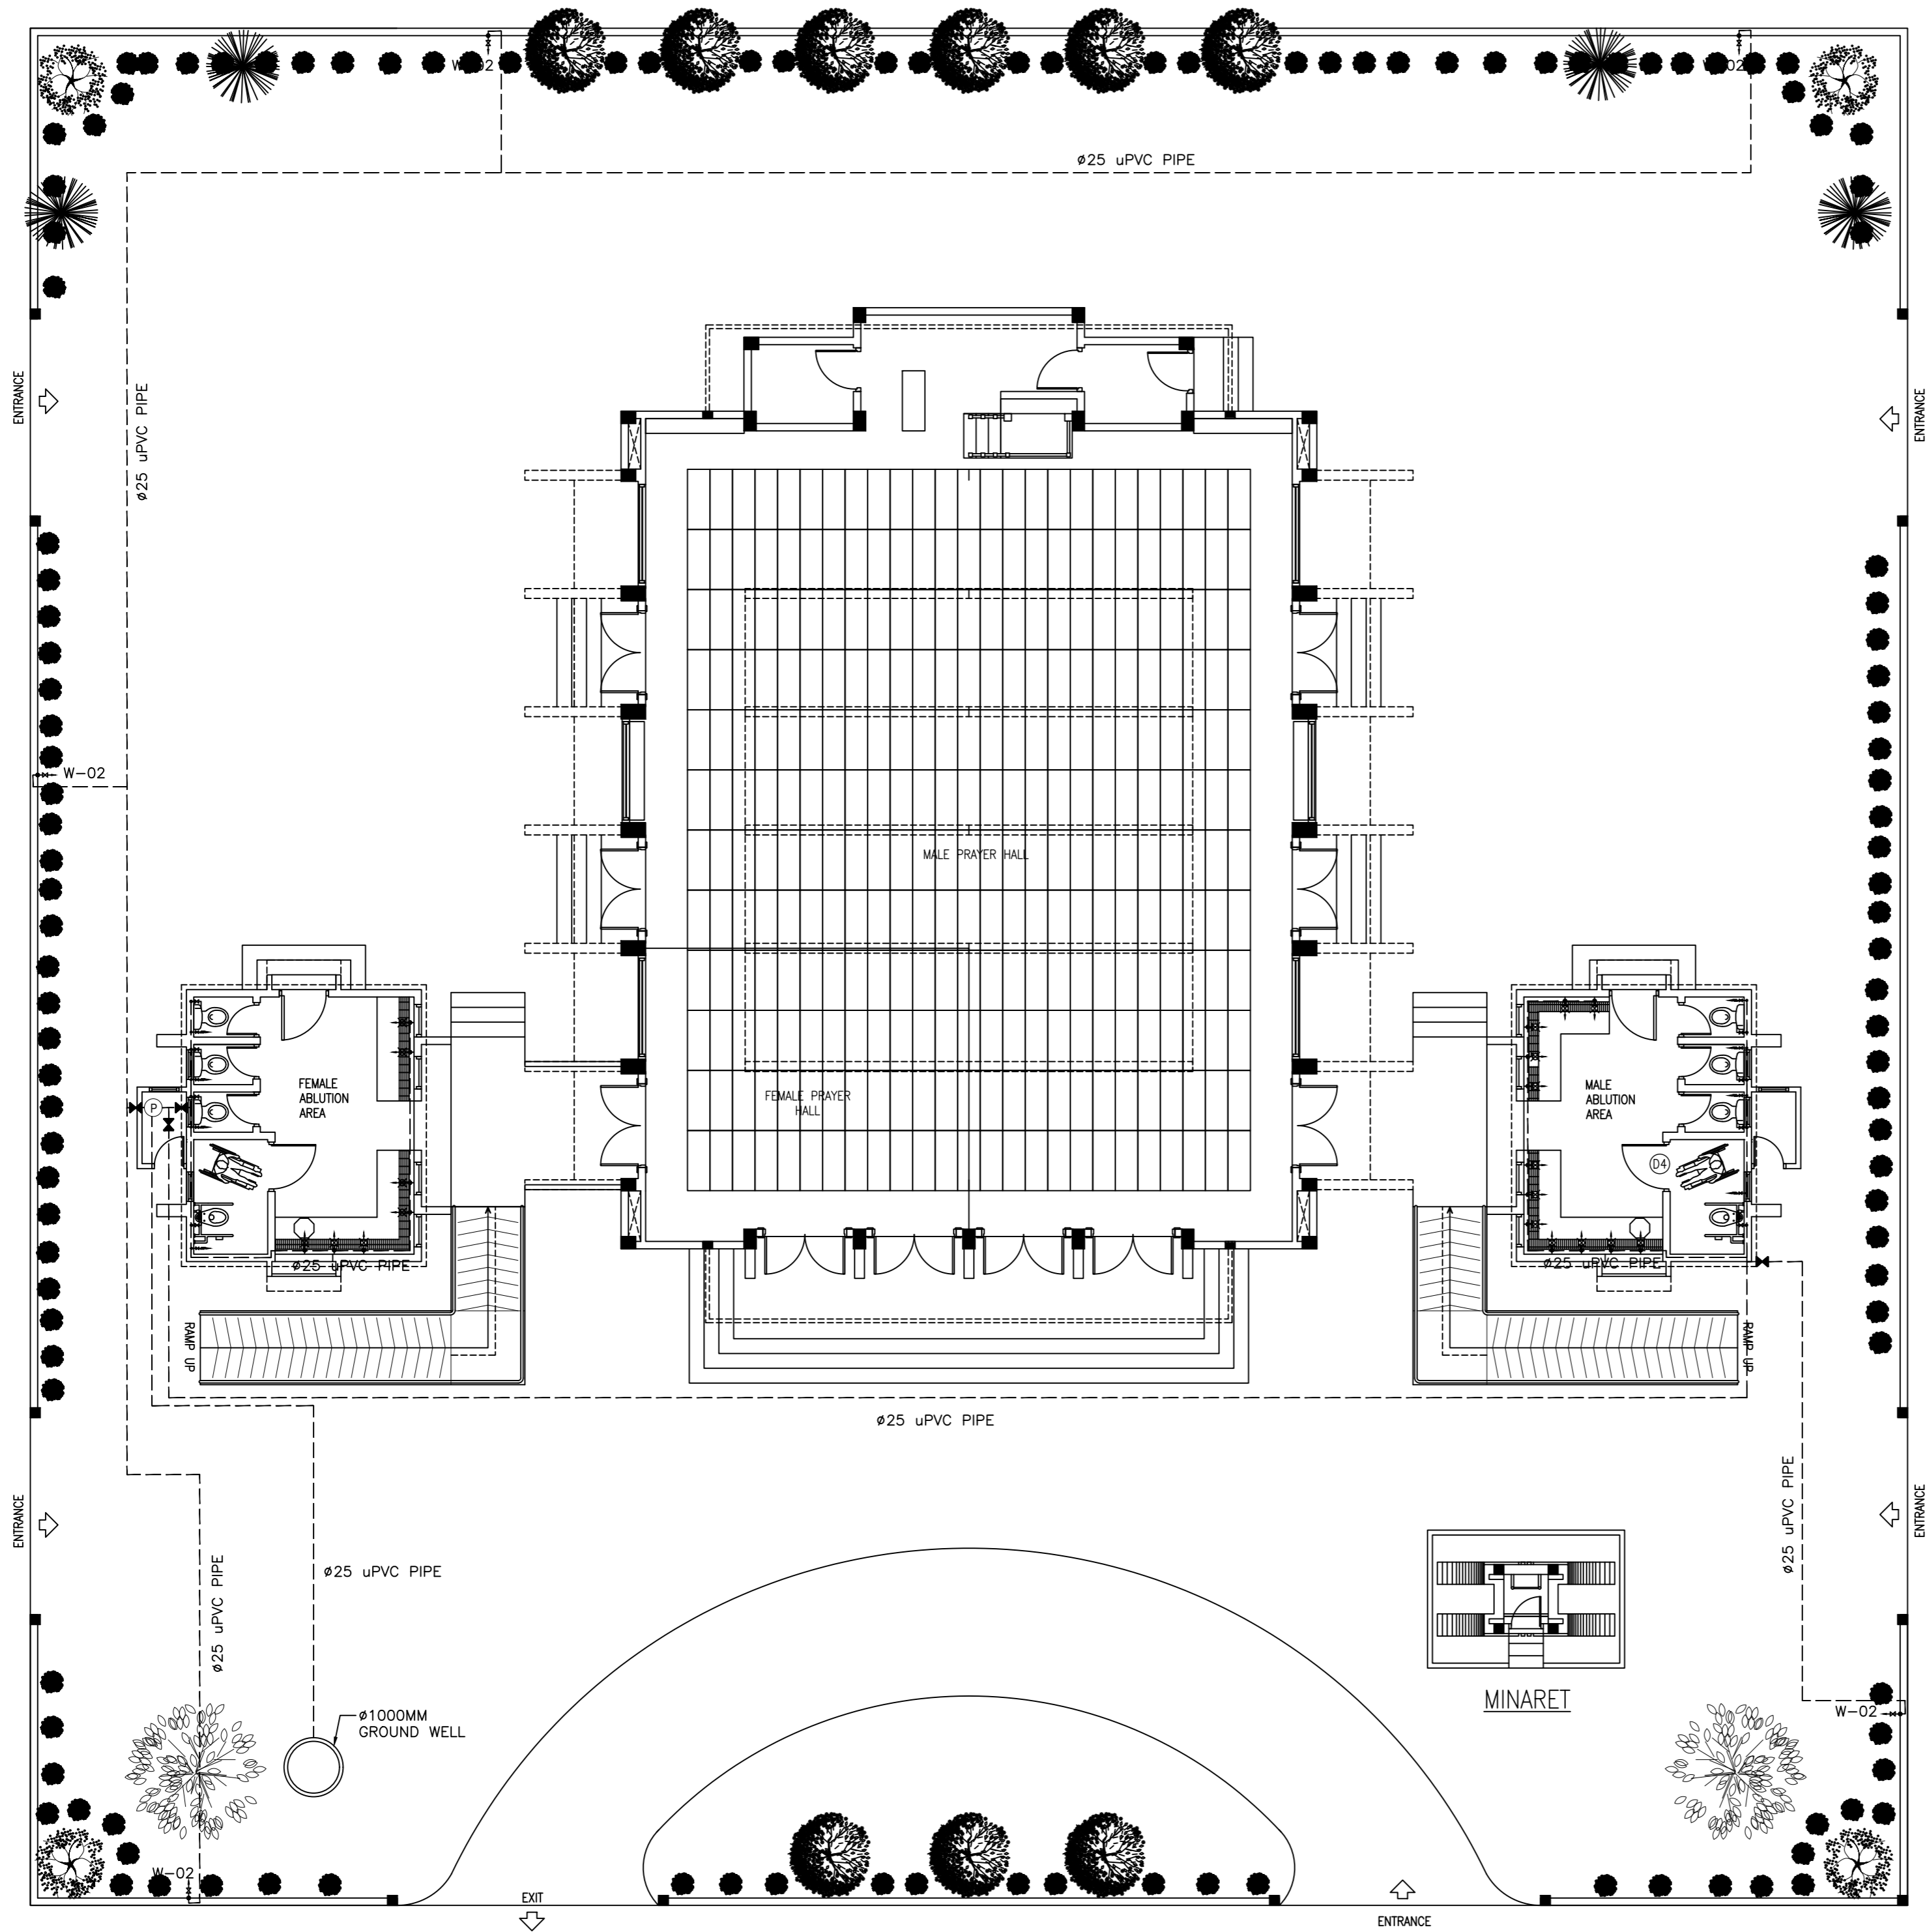 W-02
W-02
ø25 uPVC PIPE
ENTRANCE
ø25 uPVC PIPE
ENTRANCE
W-02
MALE PRAYER HALL
FEMALE
ABLUTION
AREA
P
FEMALE PRAYER
HALL
MALE
ABLUTION
AREA
D4
ø25 uPVC PIPE
ø25 uPVC PIPE
RAMP UP
RAMP UP
ø25 uPVC PIPE
ENTRANCE
ø25 uPVC PIPE
ø25 uPVC PIPE
ø25 uPVC PIPE
ENTRANCE
MINARET
ø1000MM
GROUND WELL
W-02
W-02
EXIT
ENTRANCE